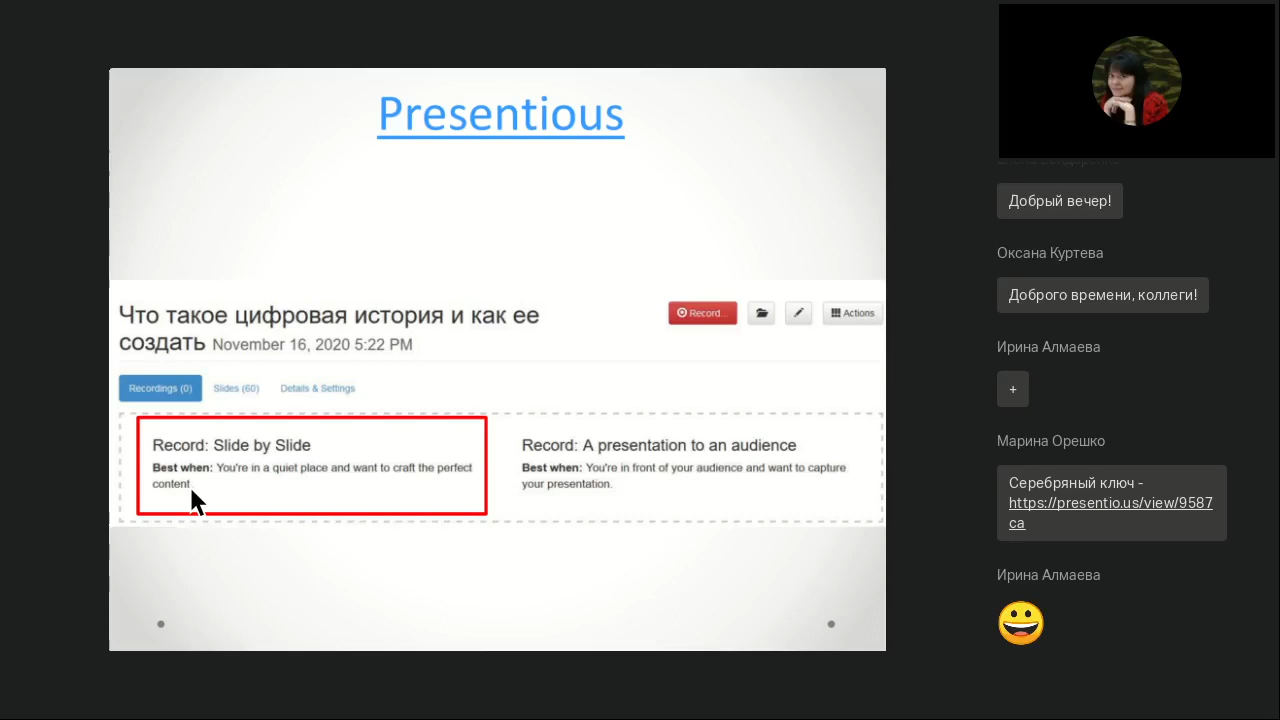 Presentious
Что такое цифровая история и как ее
создать November 16, 2020 5:22 PM
Record...
Actions
Recordings (0)
Slides (60)
Details & Settings
Record: Slide by Slide
Best when: You're in a quiet place and want to craft the perfect
content.
Record: A presentation to an audience
Best when: You're in front of your audience and want to capture
your presentation.
Добрый вечер!
Оксана Куртева
Доброго времени, коллеги!
Ирина Алмаева
+
Марина Орешко
Серебряный ключ -
https://presentio.us/view/9587
ca
Ирина Алмаева